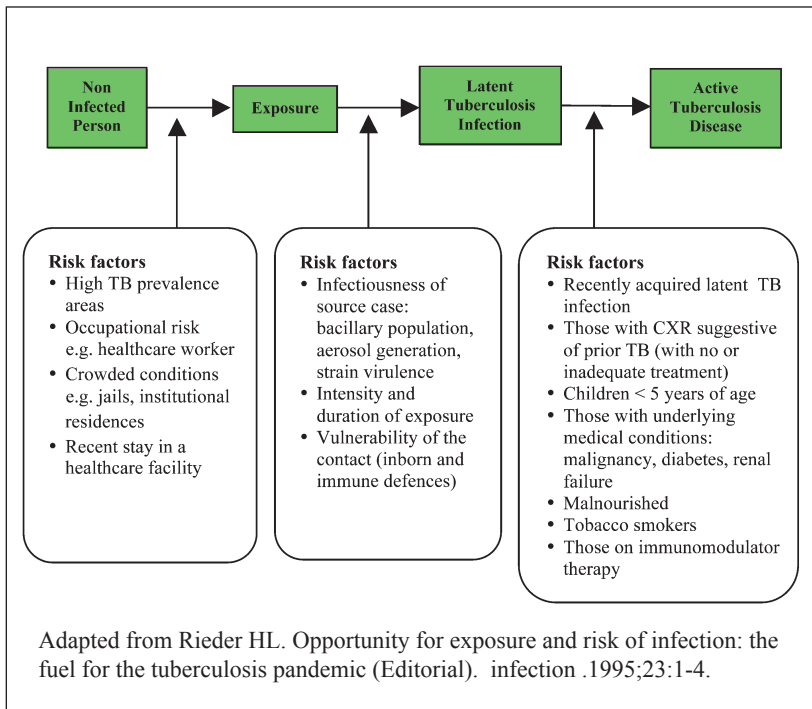 Non
Infected
Person
Exposure
Latent
Tuberculosis
Infection
Active
Tuberculosis
Disease
Risk factors
• High TB prevalence
areas
• Occupational risk
e.g. healthcare worker
• Crowded conditions
e.g. jails, institutional
residences
• Recent stay in a
healthcare facility
Risk factors
• Infectiousness of
source case:
bacillary population,
aerosol generation,
strain virulence
• Intensity and
duration of exposure
• Vulnerability of the
contact (inborn and
immune defences)
Risk factors
• Recently acquired latent TB
infection
• Those with CXR suggestive
of prior TB (with no or
inadequate treatment)
• Children < 5 years of age
• Those with underlying
medical conditions:
malignancy, diabetes, renal
failure
• Malnourished
• Tobacco smokers
• Those on immunomodulator
therapy
Adapted from Rieder HL. Opportunity for exposure and risk of infection: the
fuel for the tuberculosis pandemic (Editorial). infection .1995;23:1-4.